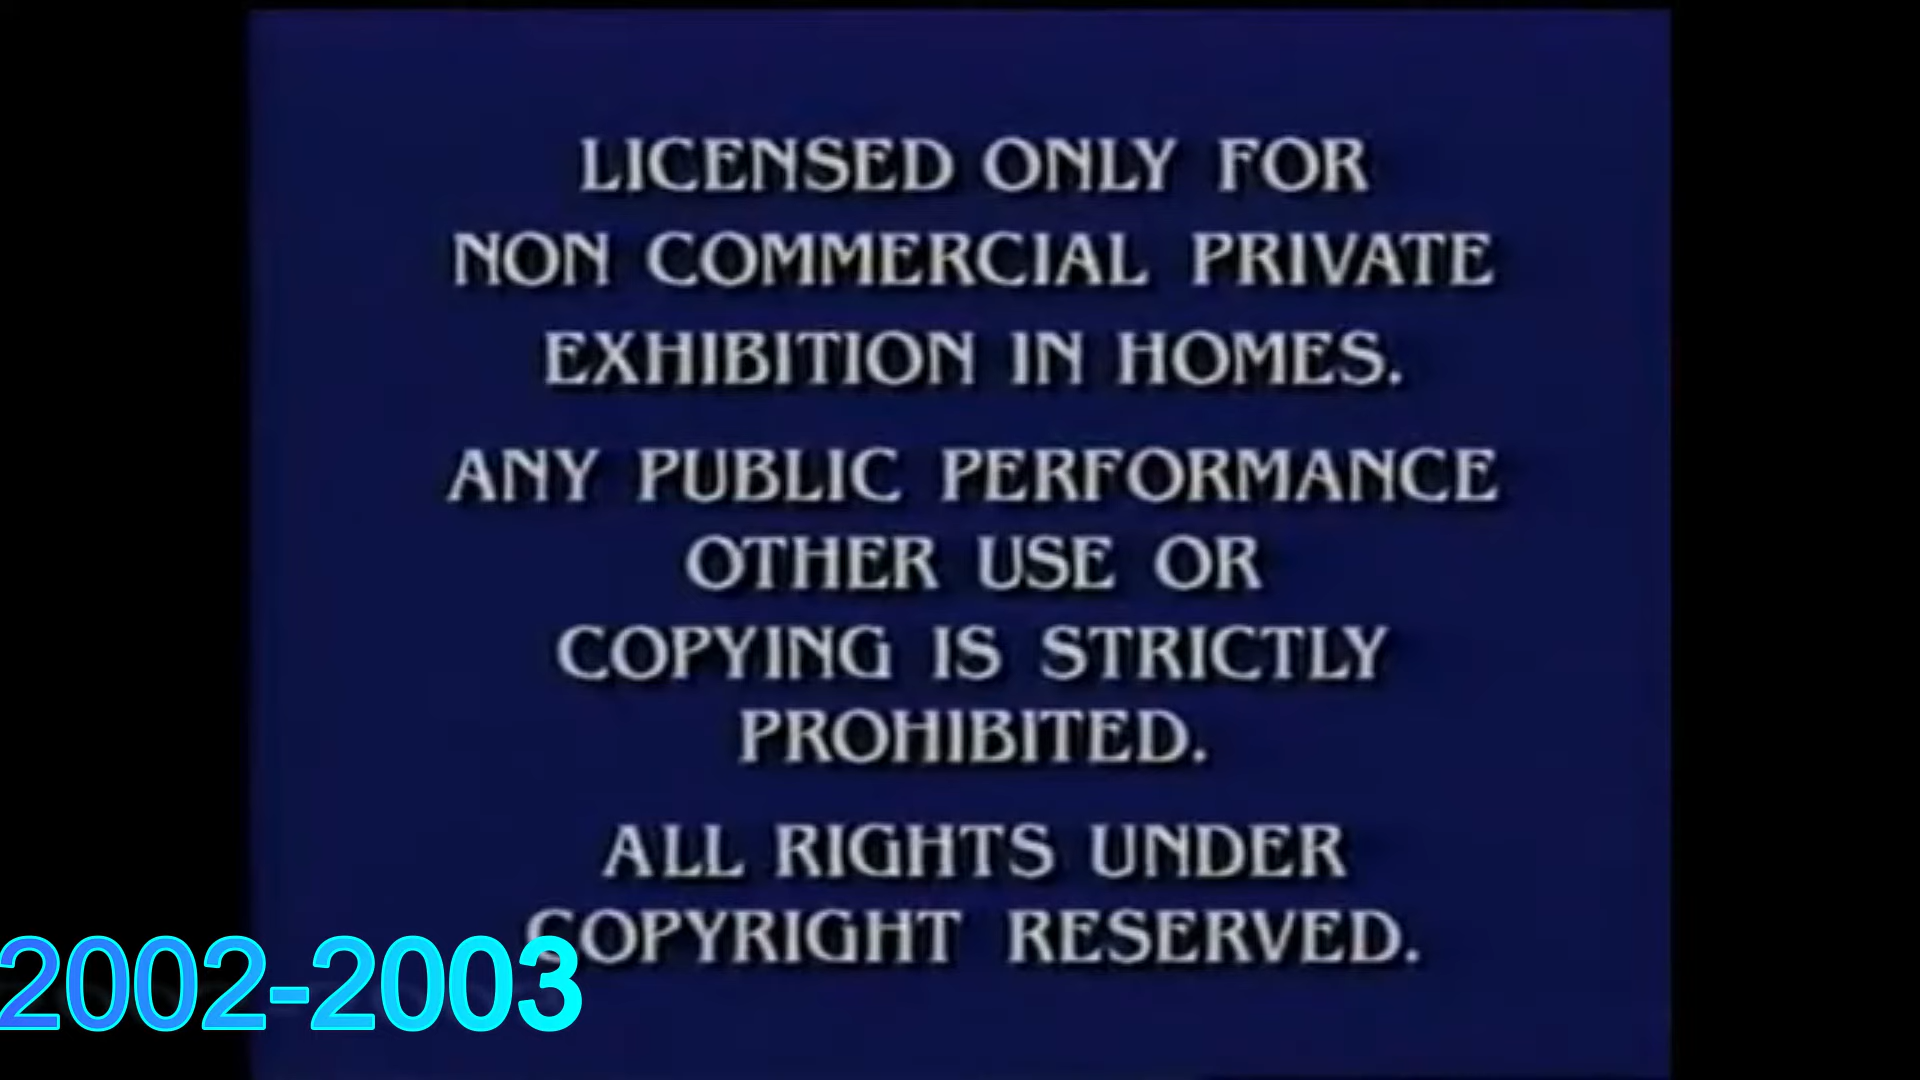 LICENSED ONLY FOR
NON COMMERCIAL PRIVATE
EXHIBITION IN HOMES.
ANY PUBLIC PERFORMANCE
OTHER USE OR
COPYING IS STRICTLY
PROHIBITED.
ALL RIGHTS UNDER
COPYRIGHT RESERVED.
2002-2003